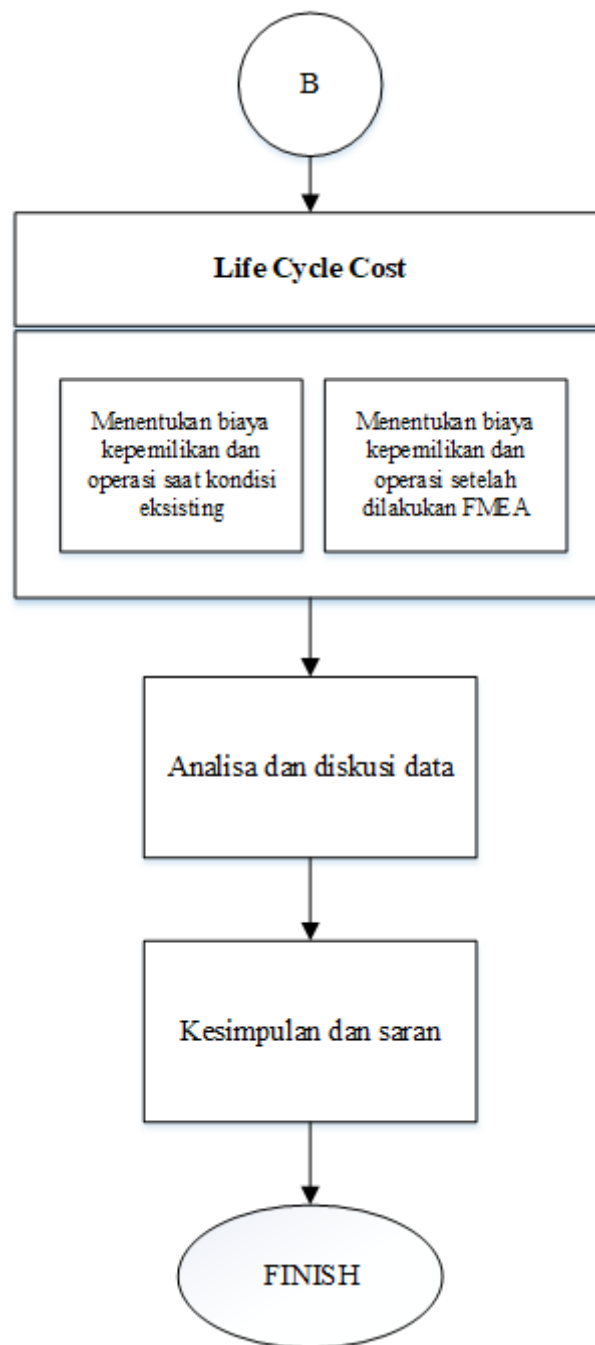 B
Life Cycle Cost
Menentukan biaya
kepemilikan dan
operasi saat kondisi
eksisting
Menentukan biaya
kepemilikan dan
operasi setelah
dilakukan FMEA
Analisa dan diskusi data
Kesimpulan dan saran
FINISH